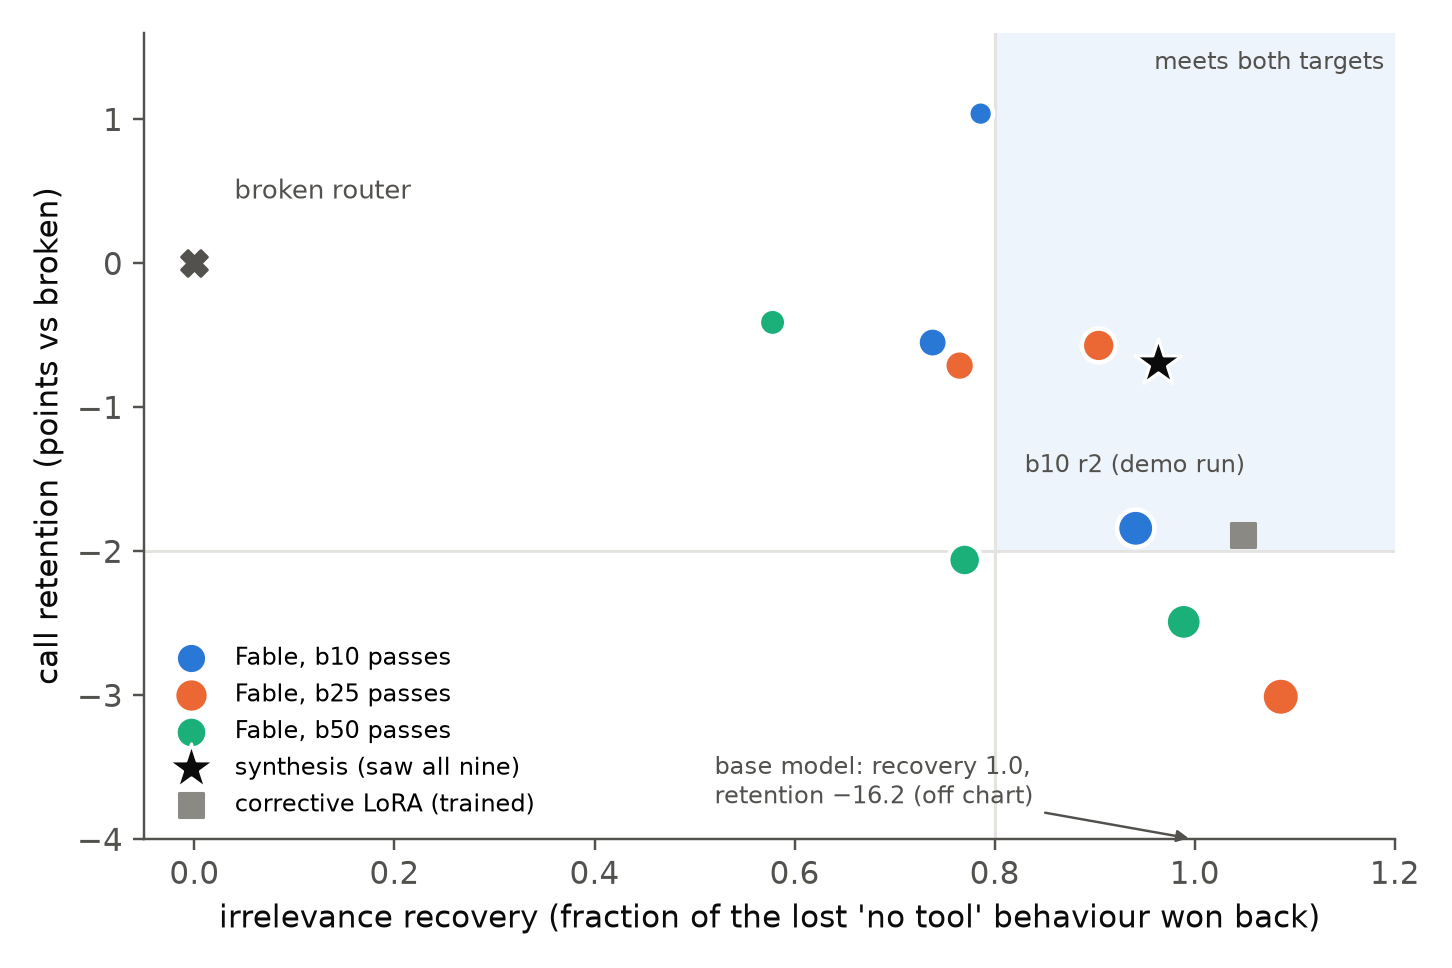 meets both targets
1
broken router
0
−1
b10 r2 (demo run)
−2
Fable, b10 passes
−3
Fable, b25 passes
Fable, b50 passes
synthesis (saw all nine)
base model: recovery 1.0,
corrective LoRA (trained)
retention −16.2 (off chart)
−4
0.0 0.2 0.4 0.6 0.8 1.0 1.2
irrelevance recovery (fraction of the lost 'no tool' behaviour won back)
call retention (points vs broken)